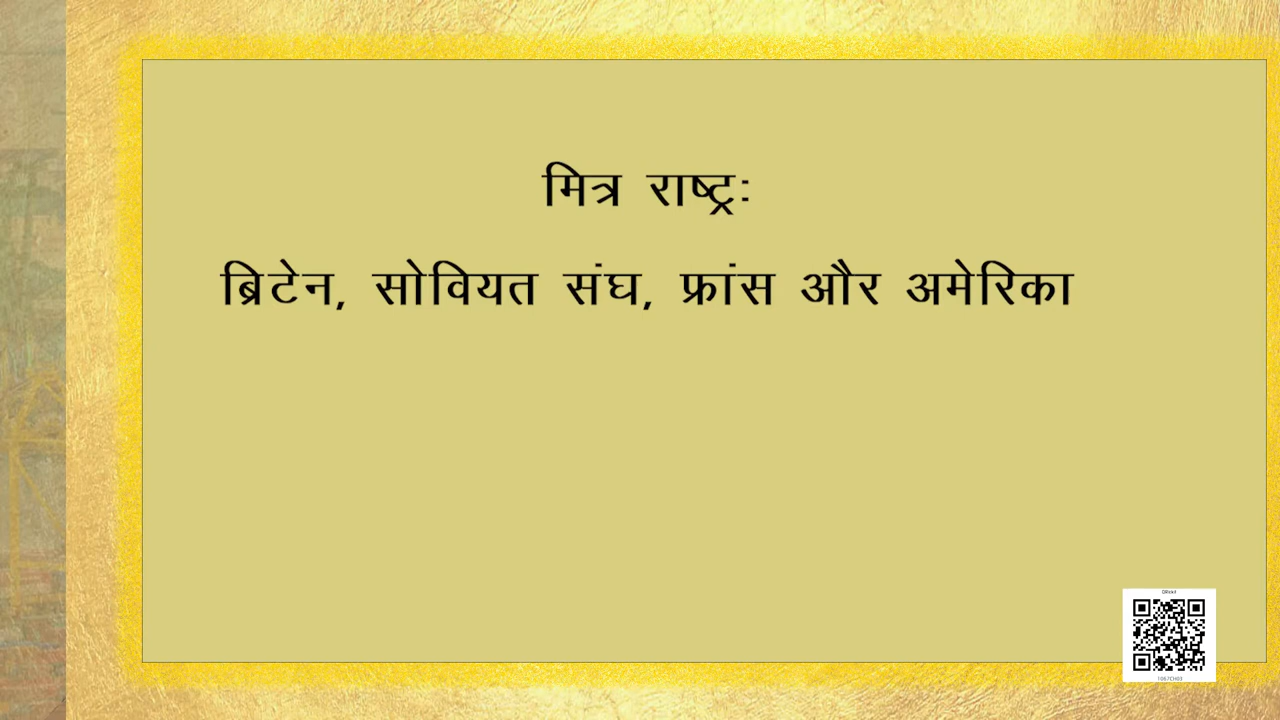 मित्र राष्ट्र:
ब्रिटेन, सोवियत संघ, फ्रांस और अमेरिका